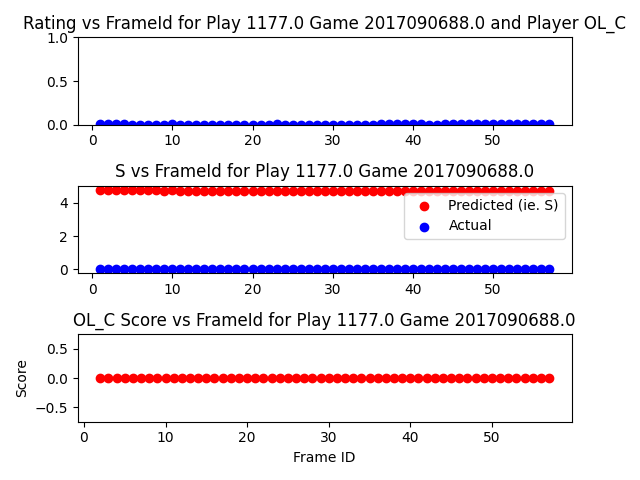 Rating vs FrameId for Play 1177.0 Game 2017090688.0 and Player OL_C
1.0
0.5
0.0
0 10 20 30 40 50
S vs FrameId for Play 1177.0 Game 2017090688.0
4
2
0
Predicted (ie. S)
Actual
0 10 20 30 40 50
OL_C Score vs FrameId for Play 1177.0 Game 2017090688.0
Score
0.5
0.0
−0.5
0 10 20 30 40 50
Frame ID